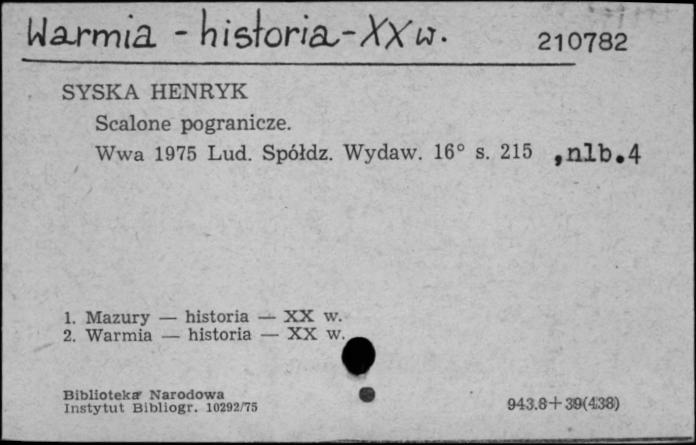 Warmia - historia - XX w. 210782
SYSKA HENRYK
Scalone pogranicze.
Wwa 1975 Lud. Spółdz. Wydaw. 16° s. 215 ,nlb.4
1. Mazury — historia — XX w.
2. Warmia — historia — XX w.
Biblioteka Narodowa
Instytut Bibliogr. 10292/75 943.8+39(438)